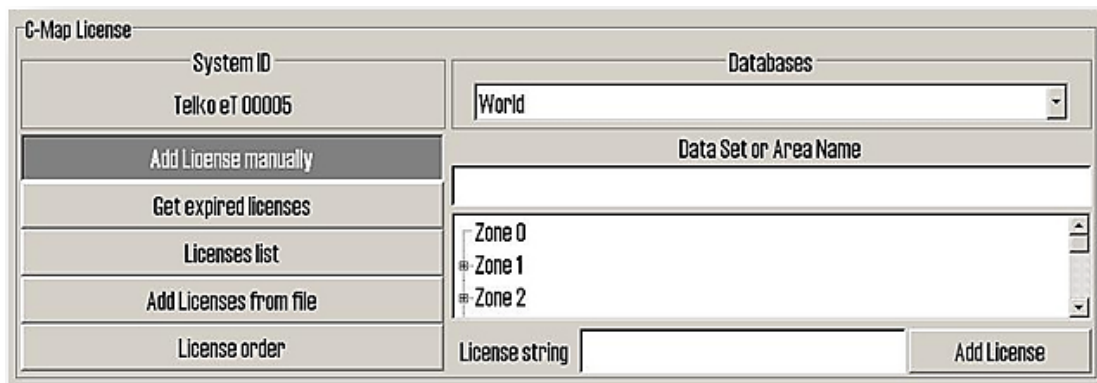 C-Map License
System ID
Telko eT 00005
Databases
World
Add License manually
Get expired licenses
Licenses list
Add Licenses from file
License order
Data Set or Area Name
Zone 0
Zone 1
Zone 2
License string
Add License